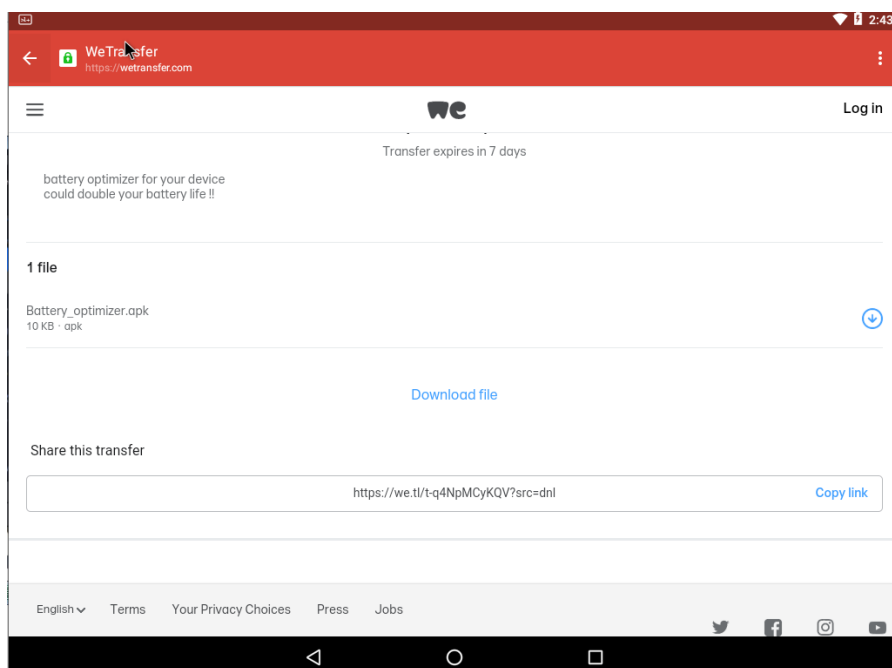 2:43
WeTransfer
https://wetransfer.com
we
Log in
Transfer expires in 7 days
battery optimizer for your device
could double your battery life !!
1 file
Battery_optimizer.apk
10 KB · apk
Download file
Share this transfer
https://we.tl/t-q4NpMCyKQV?src=dnl
Copy link
English
Terms
Your Privacy Choices
Press
Jobs